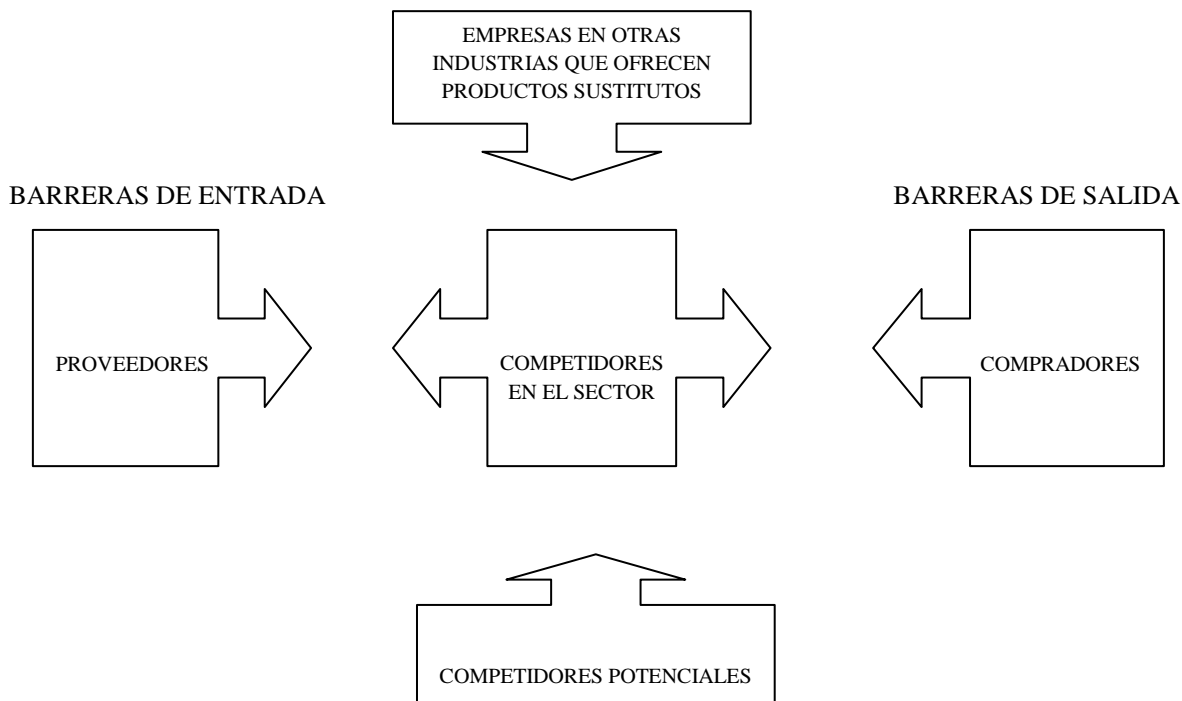 EMPRESAS EN OTRAS
INDUSTRIAS QUE OFRECEN
PRODUCTOS SUSTITUTOS
BARRERAS DE ENTRADA
BARRERAS DE SALIDA
PROVEEDORES
COMPETIDORES
EN EL SECTOR
COMPRADORES
COMPETIDORES POTENCIALES